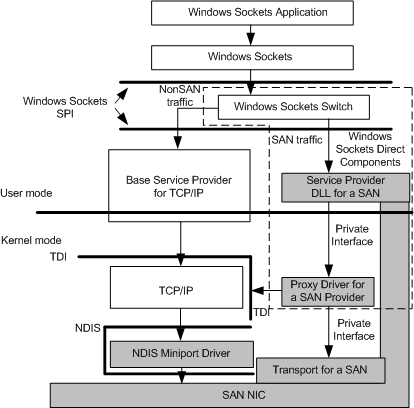 Windows Sockets Application
Windows Sockets
NonSAN
traffic
Windows Sockets
SPI
Windows Sockets Switch
SAN traffic
Windows
Sockets Direct
Components
Base Service Provider
for TCP/IP
Service Provider
DLL for a SAN
User mode
Kernel mode
Private
Interface
TDI
TCP/IP
Proxy Driver for
a SAN Provider
TDI
NDIS
Private
Interface
NDIS Miniport Driver
Transport for a SAN
SAN NIC